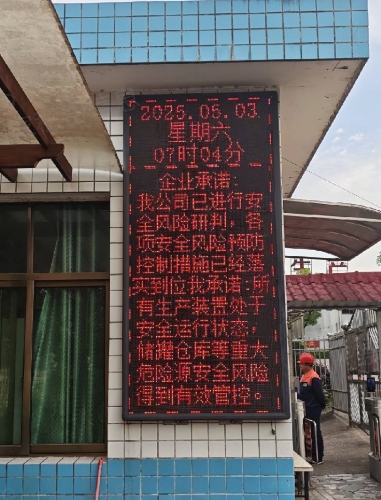 2025.05.03
星期六
07时04分
企业承诺:
我公司已进行安
全风险研判，各
项安全风险预防
控制措施已经落
实到位我承诺:所
有生产装置处于
安全运行状态，
储罐仓库等重大
危险源安全风险
得到有效管控。